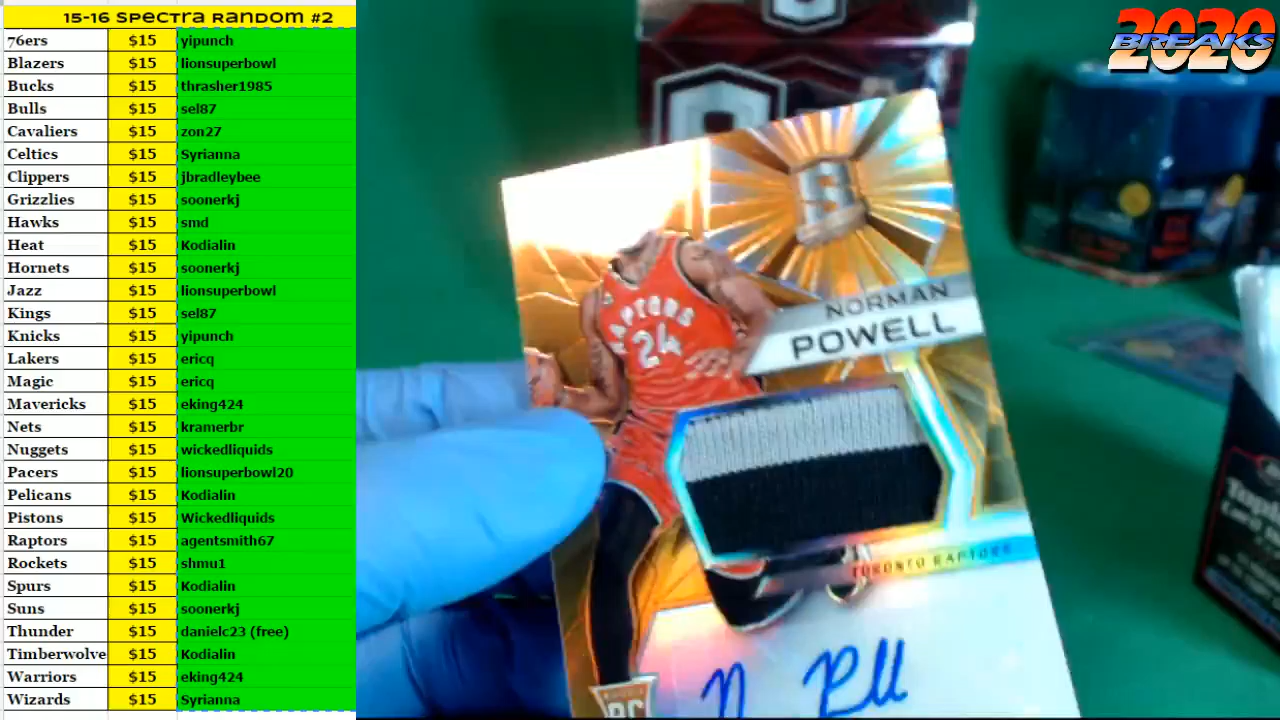 15-16 Spectra Random #2
76ers $15 yipunch
Blazers $15 lionsuperbowl
Bucks $15 thrasher1985
Bulls $15 sel87
Cavaliers $15 zon27
Celtics $15 Syrianna
Clippers $15 jbradleybee
Grizzlies $15 soonerkj
Hawks $15 smd
Heat $15 Kodialin
Hornets $15 soonerkj
Jazz $15 lionsuperbowl
Kings $15 sel87
Knicks $15 yipunch
Lakers $15 ericq
Magic $15 ericq
Mavericks $15 eking424
Nets $15 kramerbr
Nuggets $15 wickedliquids
Pacers $15 lionsuperbowl20
Pelicans $15 Kodialin
Pistons $15 Wickedliquids
Raptors $15 agentsmith67
Rockets $15 shmu1
Spurs $15 Kodialin
Suns $15 soonerkj
Thunder $15 danielc23 (free)
Timberwolve $15 Kodialin
Warriors $15 eking424
Wizards $15 Syrianna
2020
BREAKS
NORMAN
POWELL
RAPTORS
24
TORONTO RAPTORS
RC